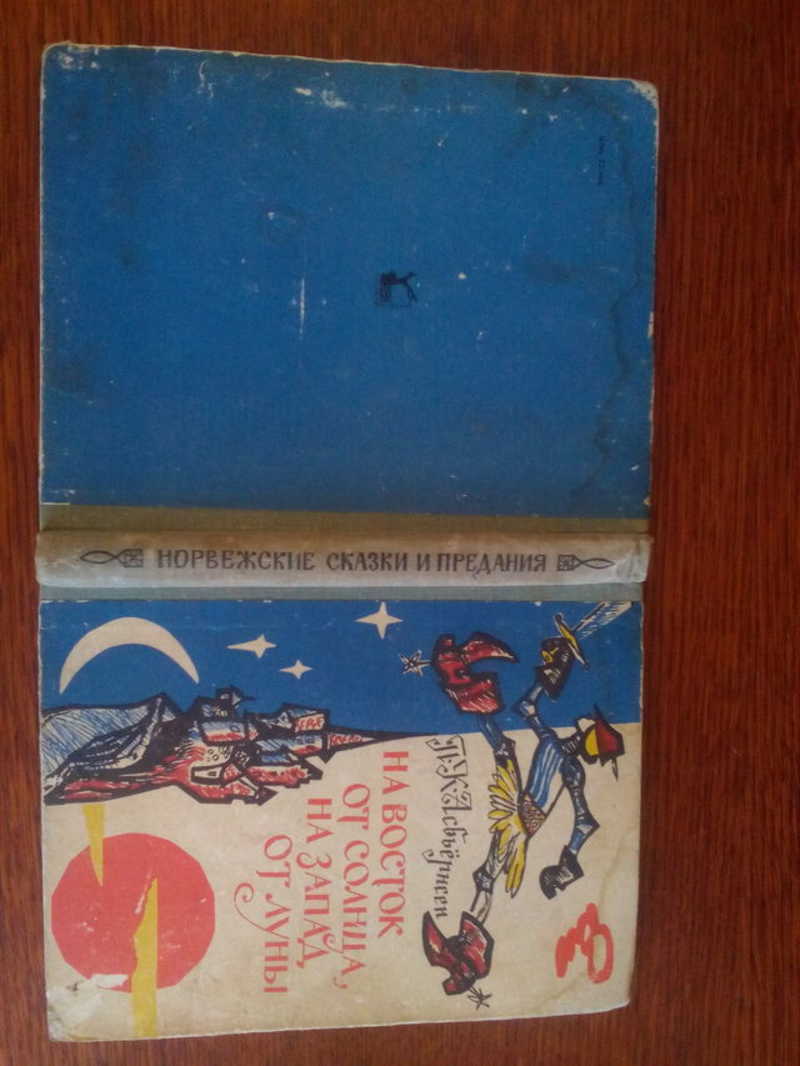 НОРВЕЖСКИЕ СКАЗКИ И ПРЕДАНИЯ
П.К.Асбьёрнсен
НА ВОСТОК
ОТ СОЛНЦА,
НА ЗАПАД
ОТ ЛУНЫ